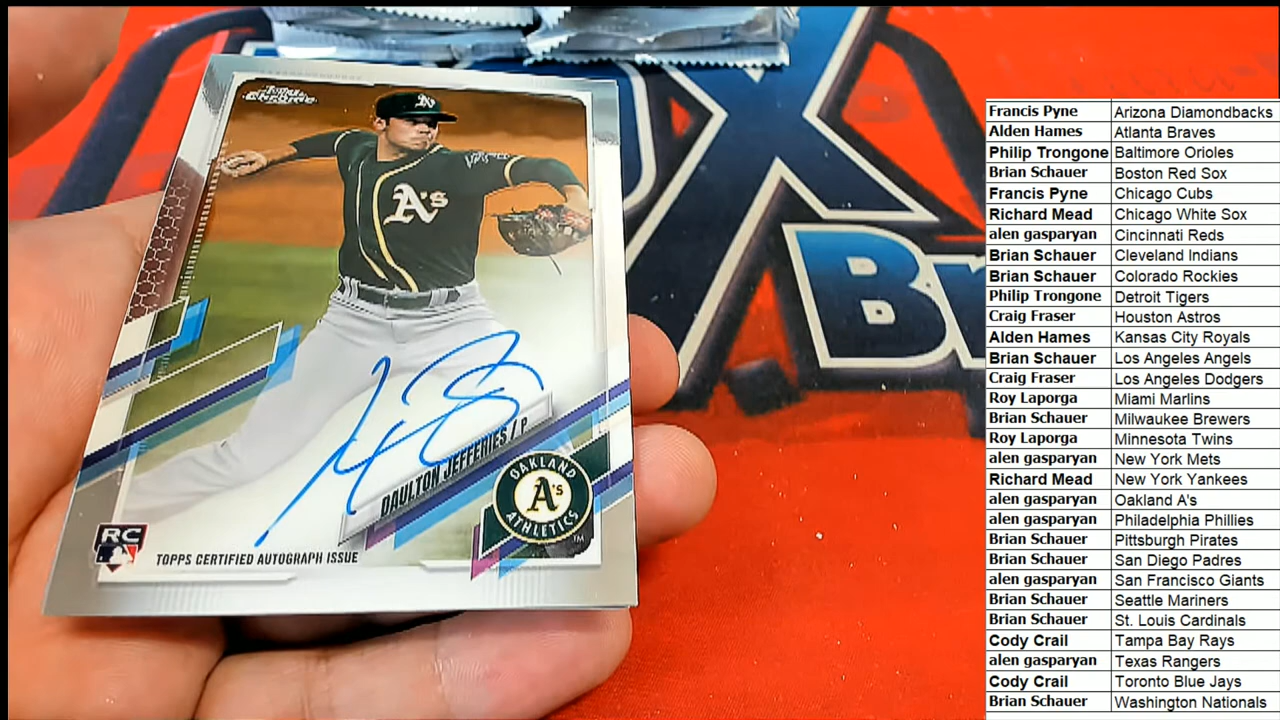 Topps
CHROME
A's
A's
DAULTON JEFFERIES / P
OAKLAND
A's
ATHLETICS
TM
RC
TOPPS CERTIFIED AUTOGRAPH ISSUE
OX
Br
Francis Pyne Arizona Diamondbacks
Alden Hames Atlanta Braves
Philip Trongone Baltimore Orioles
Brian Schauer Boston Red Sox
Francis Pyne Chicago Cubs
Richard Mead Chicago White Sox
alen gasparyan Cincinnati Reds
Brian Schauer Cleveland Indians
Brian Schauer Colorado Rockies
Philip Trongone Detroit Tigers
Craig Fraser Houston Astros
Alden Hames Kansas City Royals
Brian Schauer Los Angeles Angels
Craig Fraser Los Angeles Dodgers
Roy Laporga Miami Marlins
Brian Schauer Milwaukee Brewers
Roy Laporga Minnesota Twins
alen gasparyan New York Mets
Richard Mead New York Yankees
alen gasparyan Oakland A's
alen gasparyan Philadelphia Phillies
Brian Schauer Pittsburgh Pirates
Brian Schauer San Diego Padres
alen gasparyan San Francisco Giants
Brian Schauer Seattle Mariners
Brian Schauer St. Louis Cardinals
Cody Crail Tampa Bay Rays
alen gasparyan Texas Rangers
Cody Crail Toronto Blue Jays
Brian Schauer Washington Nationals